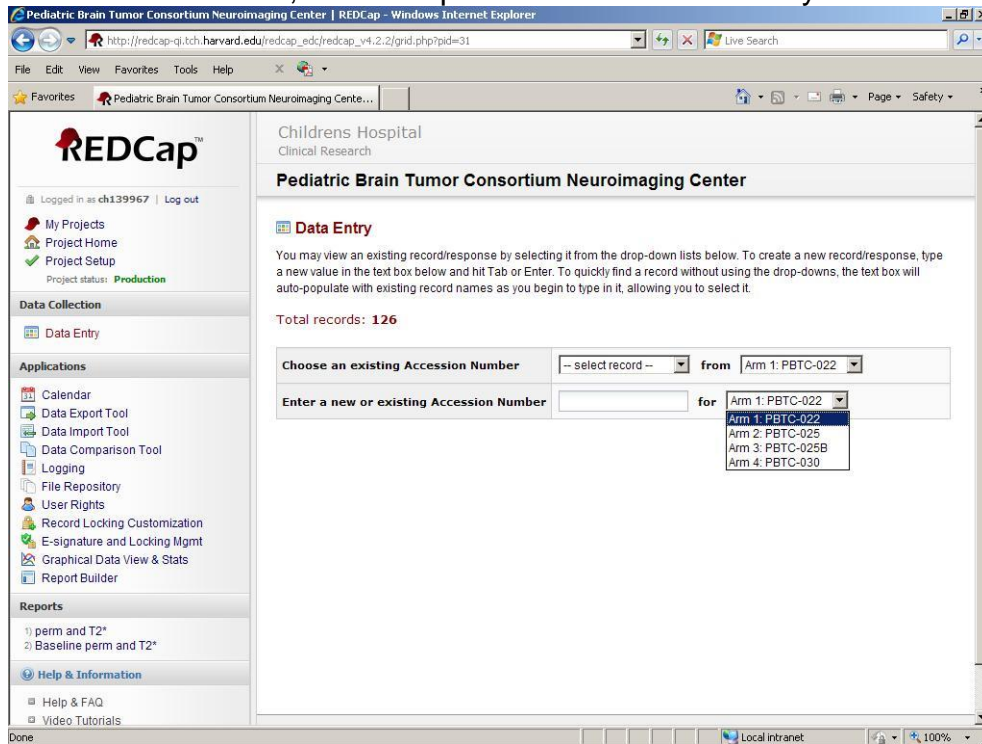 Pediatric Brain Tumor Consortium Neuroimaging Center | REDCap - Windows Internet Explorer
http://redcap-qi.tch.harvard.edu/redcap_edc/redcap_v4.2.2/grid.php?pid=31
Live Search
File Edit View Favorites Tools Help
Favorites Pediatric Brain Tumor Consortium Neuroimaging Cente... Page Safety
REDCap™
Logged in as ch139967 | Log out
My Projects
Project Home
Project Setup
Project status: Production
Data Collection
Data Entry
Applications
Calendar
Data Export Tool
Data Import Tool
Data Comparison Tool
Logging
File Repository
User Rights
Record Locking Customization
E-signature and Locking Mgmt
Graphical Data View & Stats
Report Builder
Reports
1) perm and T2*
2) Baseline perm and T2*
Help & Information
Help & FAQ
Video Tutorials
Childrens Hospital
Clinical Research
Pediatric Brain Tumor Consortium Neuroimaging Center
Data Entry
You may view an existing record/response by selecting it from the drop-down lists below. To create a new record/response, type
a new value in the text box below and hit Tab or Enter. To quickly find a record without using the drop-downs, the text box will
auto-populate with existing record names as you begin to type in it, allowing you to select it.
Total records: 126
Choose an existing Accession Number -- select record -- from Arm 1: PBTC-022
Enter a new or existing Accession Number for Arm 1: PBTC-022
Arm 1: PBTC-022
Arm 2: PBTC-025
Arm 3: PBTC-025B
Arm 4: PBTC-030
Done Local intranet 100%